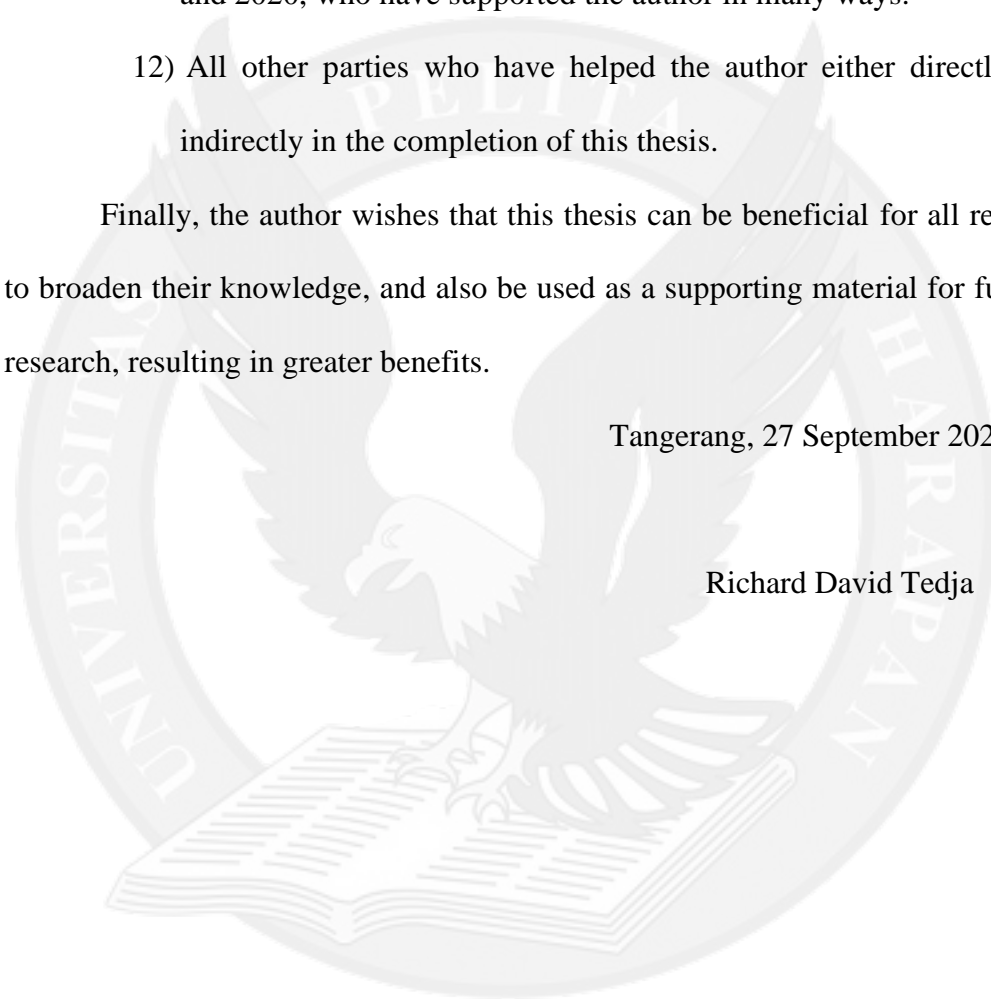 and 2020, who have supported the author in many ways.
12) All other parties who have helped the author either directl
indirectly in the completion of this thesis.
Finally, the author wishes that this thesis can be beneficial for all re
to broaden their knowledge, and also be used as a supporting material for fu
research, resulting in greater benefits.
Tangerang, 27 September 202
Richard David Tedja
UNIVERSITAS PELITA HARAPAN